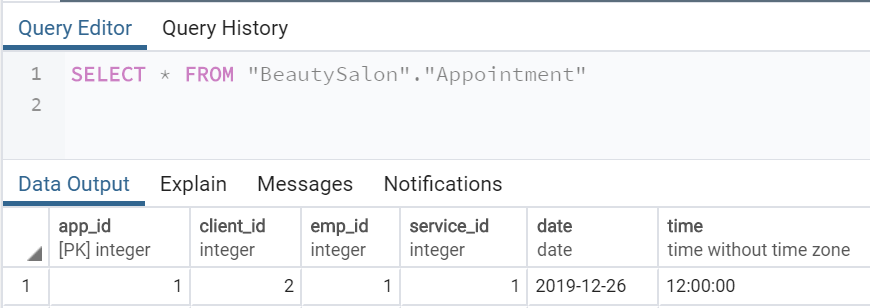 Query Editor Query History
1 SELECT * FROM "BeautySalon"."Appointment"
2
Data Output Explain Messages Notifications
app_id client_id emp_id service_id date time
[PK] integer integer integer integer date time without time zone
1 1 2 1 1 2019-12-26 12:00:00